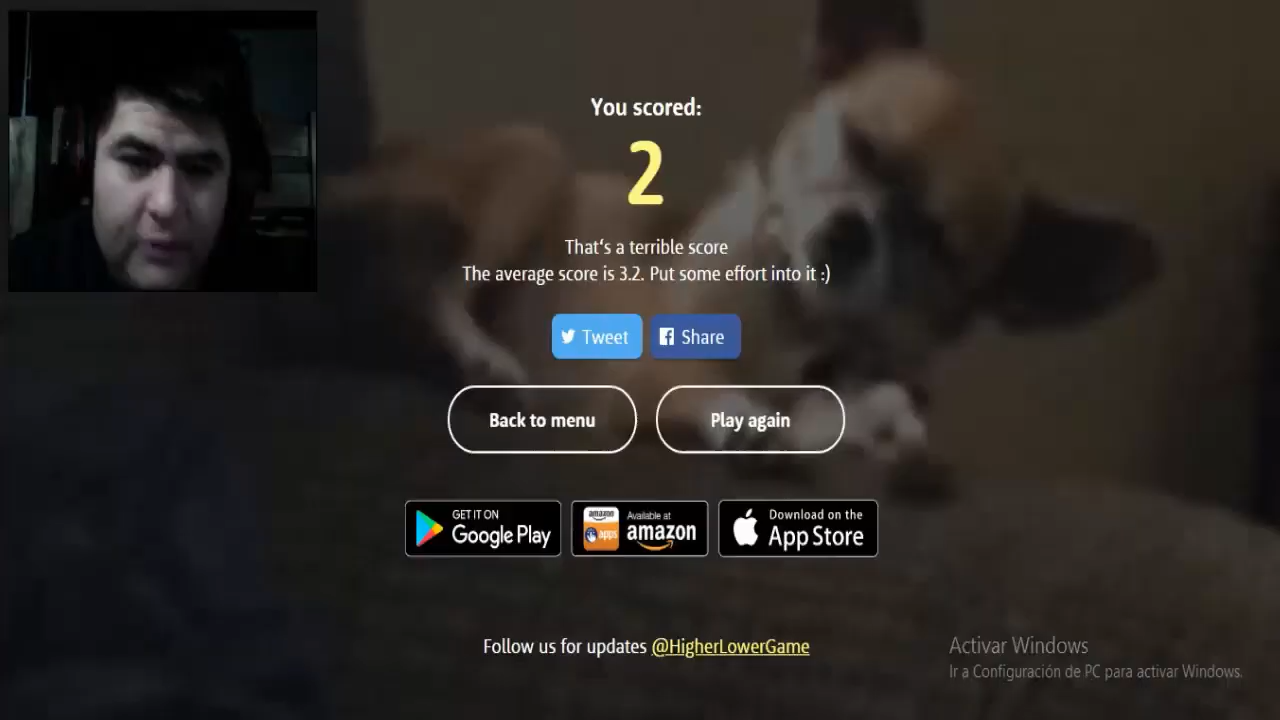 You scored:
2
That's a terrible score
The average score is 3.2. Put some effort into it :)
Tweet
Share
Back to menu
Play again
GET IT ON
Google Play
amazon
apps
Available at
amazon
Download on the
App Store
Follow us for updates @HigherLowerGame
Activar Windows
Ir a Configuración de PC para activar Windows.